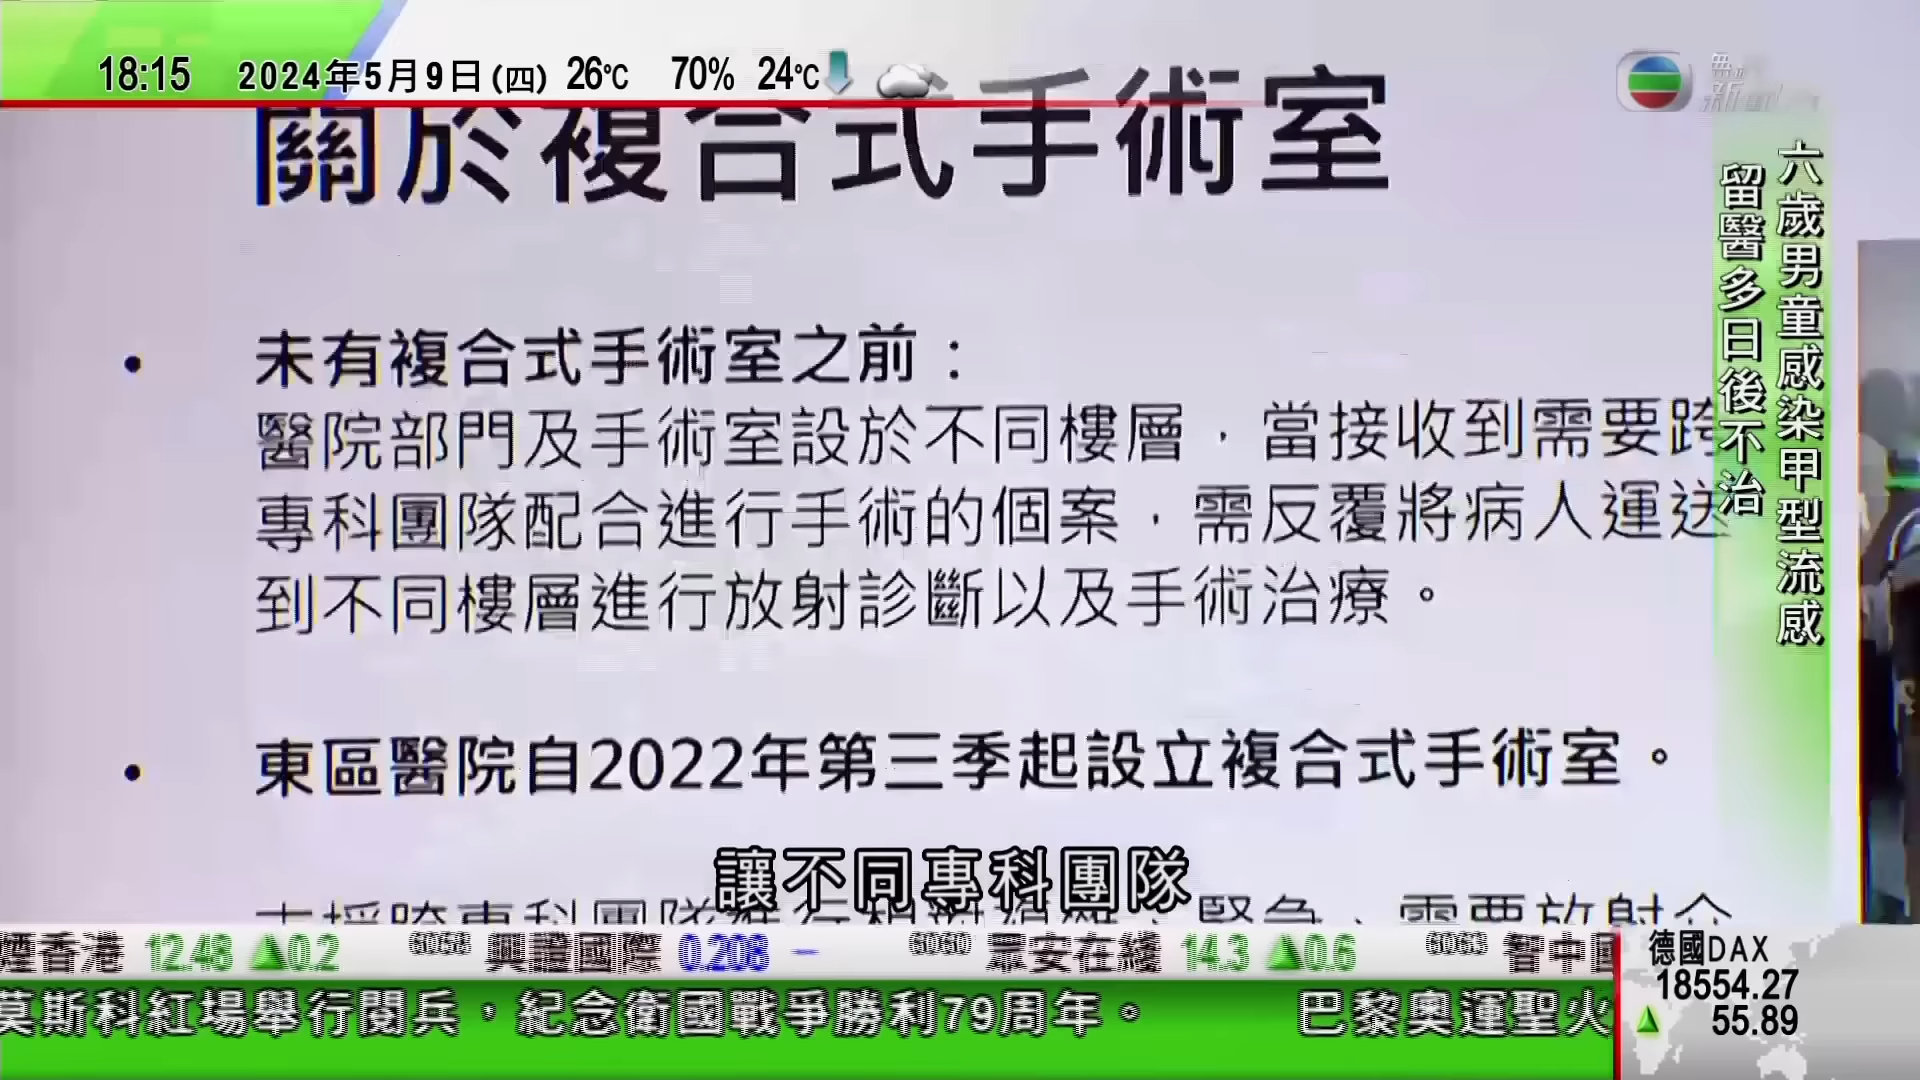 18:15 2024年5月9日(四) 26℃ 70% 24℃
關於複合式手術室
六歲男童感染甲型流感
留醫多日後不治
• 未有複合式手術室之前：
醫院部門及手術室設於不同樓層，當接收到需要跨
專科團隊配合進行手術的個案，需反覆將病人運送
到不同樓層進行放射診斷以及手術治療。
• 東區醫院自2022年第三季起設立複合式手術室。
讓不同專科團隊
煙香港 12.48 ▲0.2 6058 興證國際 0.208 – 6060 眾安在綫 14.3 ▲0.6 6063 智中國
莫斯科紅場舉行閱兵，紀念衛國戰爭勝利79周年。 巴黎奧運聖火
德國DAX
18554.27
▲ 55.89